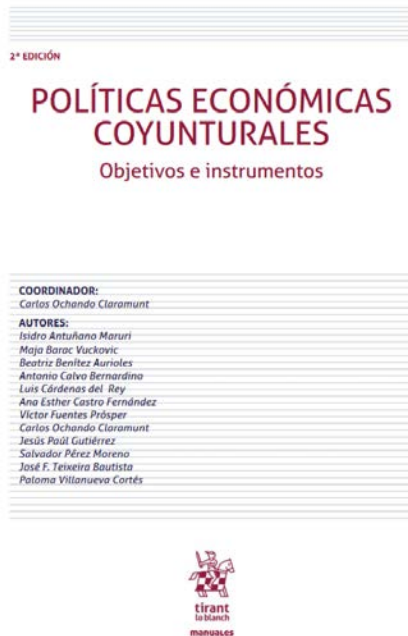 2ª EDICIÓN
POLÍTICAS ECONÓMICAS
COYUNTURALES
Objetivos e instrumentos
COORDINADOR:
Carlos Ochando Claramunt
AUTORES:
Isidro Antuñano Maruri
Maja Barac Vuckovic
Beatriz Benítez Aurioles
Antonio Calvo Bernardino
Luis Cárdenas del Rey
Ana Esther Castro Fernández
Víctor Fuentes Prósper
Carlos Ochando Claramunt
Jesús Paúl Gutiérrez
Salvador Pérez Moreno
José F. Teixeira Bautista
Paloma Villanueva Cortés
tirant
lo blanch
manuales